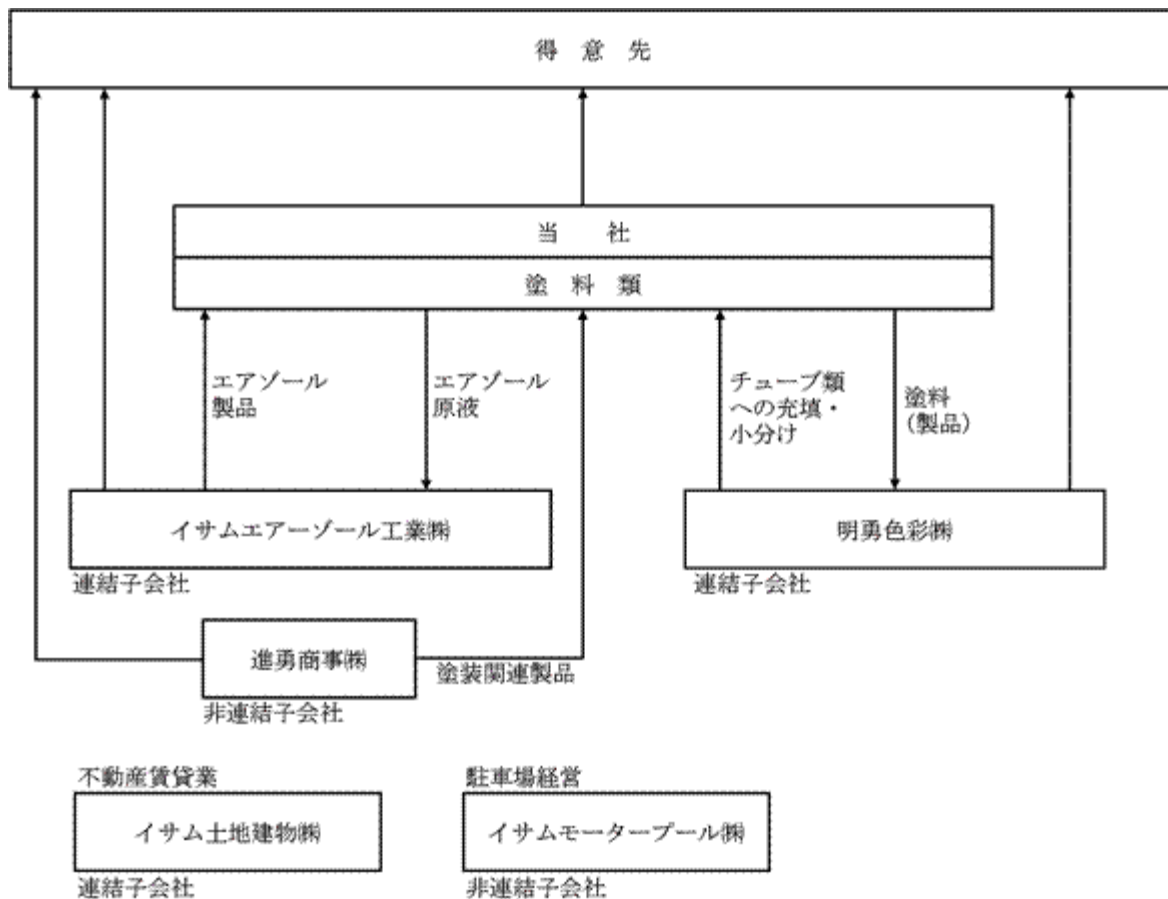 得意先
当社
塗料類
エアゾール
製品
エアゾール
原液
チューブ類
への充填・
小分け
塗料
(製品)
イサムエアーゾール工業㈱
明勇色彩㈱
連結子会社
連結子会社
進勇商事㈱
塗装関連製品
非連結子会社
不動産賃貸業
駐車場経営
イサム土地建物㈱
イサムモータープール㈱
連結子会社
非連結子会社